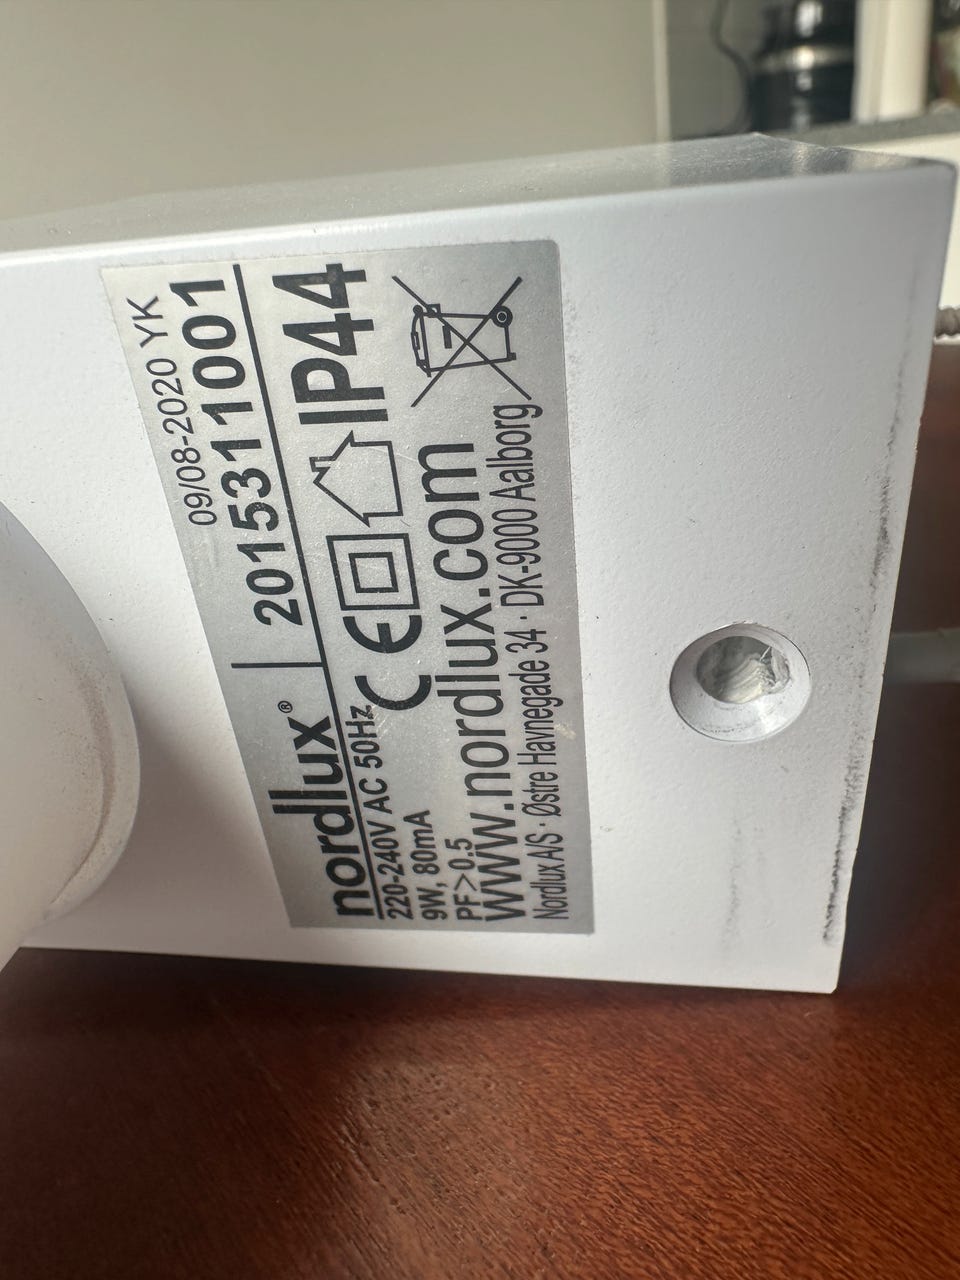 09/08-2020 YK
nordlux® | 2015311001
220-240V AC 50Hz
9W, 80mA
PF>0.5
CE IP44
www.nordlux.com
Nordlux A/S · Østre Havnegade 34 · DK-9000 Aalborg